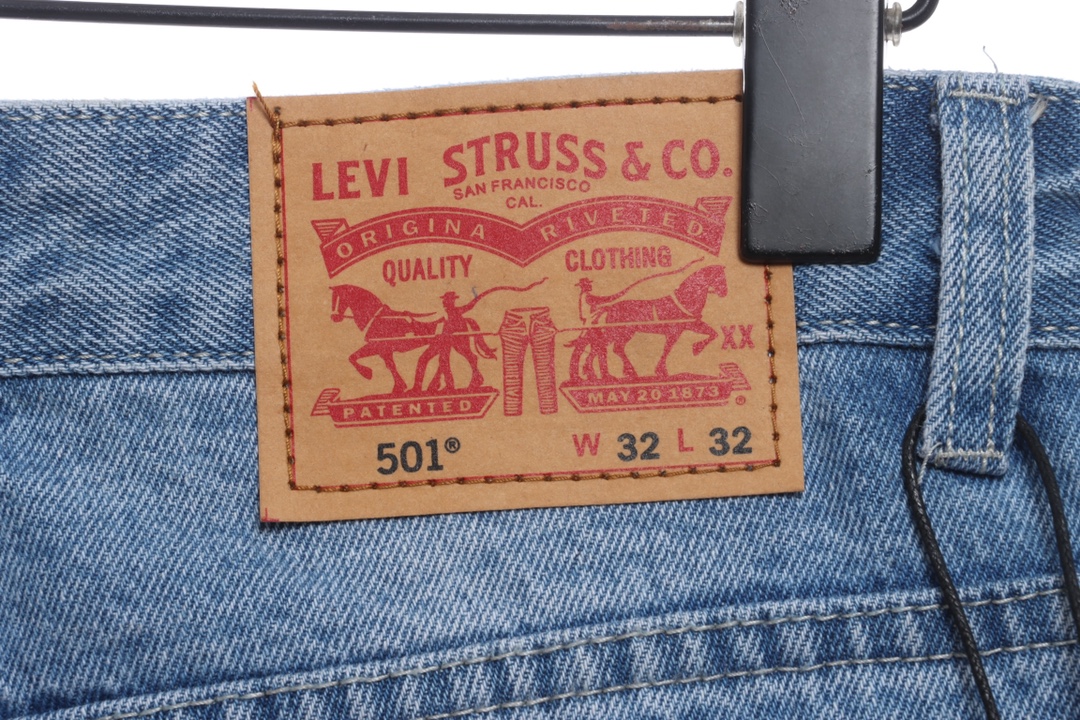 LEVI STRUSS & CO.
SAN FRANCISCO
CAL.
ORIGINA RIVETED
QUALITY CLOTHING
XX
PATENTED MAY 20 1873
501® W 32 L 32